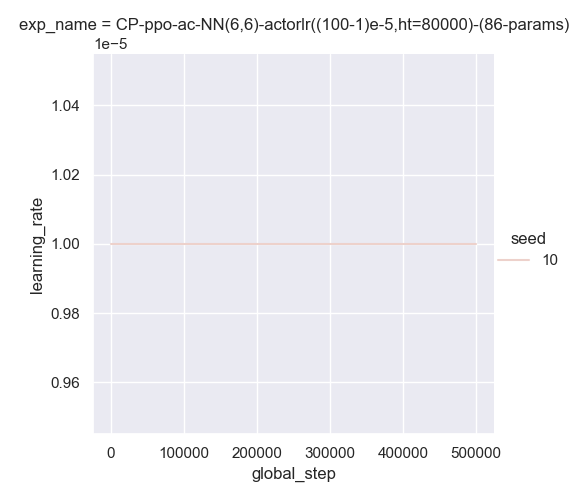 exp_name = CP-ppo-ac-NN(6,6)-actorlr((100-1)e-5,ht=80000)-(86-params)
1e−5
1.04
1.02
1.00
0.98
0.96
learning_rate
0
100000
200000
300000
400000
500000
global_step
seed
10